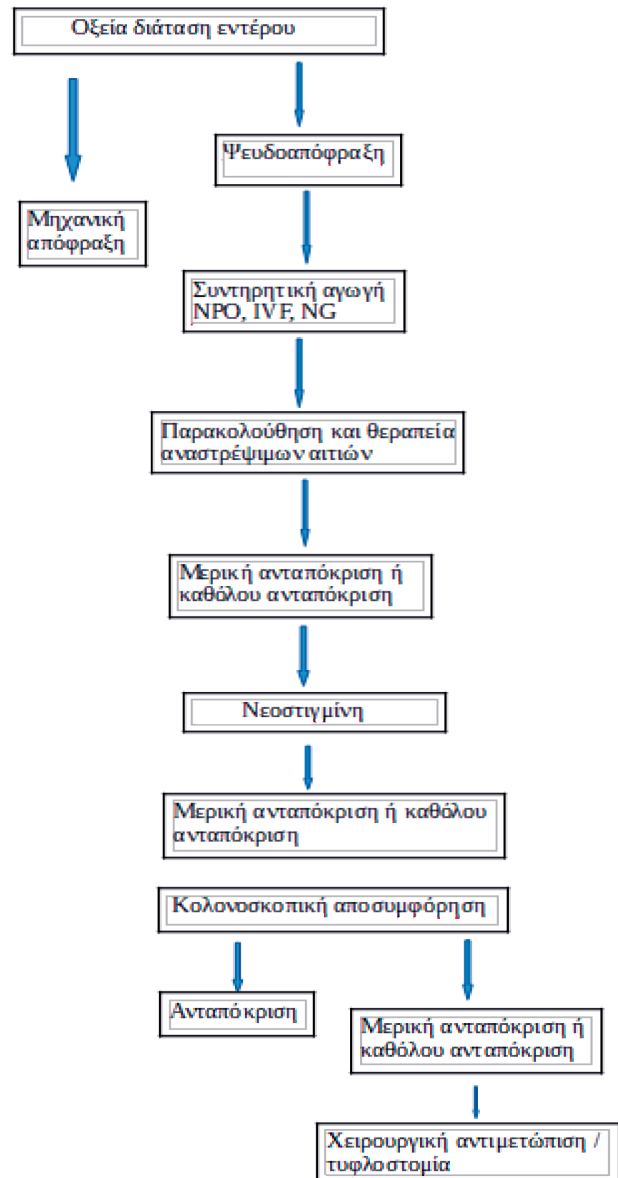 Οξεία διάταση εντέρου
Ψευδοαπόφραξη
Μηχανική
απόφραξη
Συντηρητική αγωγή
NPO, IVF, NG
Παρακολούθηση και θεραπεία
αναστρέψιμων αιτιών
Μερική ανταπόκριση ή
καθόλου ανταπόκριση
Νεοστιγμίνη
Μερική ανταπόκριση ή καθόλου
ανταπόκριση
Κολονοσκοπική αποσυμφόρηση
Ανταπόκριση
Μερική ανταπόκριση ή
καθόλου ανταπόκριση
Χειρουργική αντιμετώπιση /
τυφλοστομία